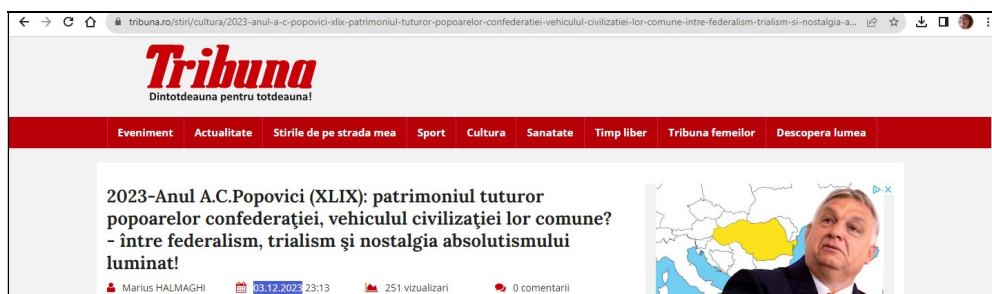 tribuna.ro/stiri/cultura/2023-anul-a-c-popovici-xlix-patrimoniul-tuturor-popoarelor-confederatiei-vehiculul-civilizatiei-lor-comune-intre-federalism-trialism-si-nostalgia-a...
Tribuna
Dintotdeauna pentru totdeauna!
Eveniment Actualitate Stirile de pe strada mea Sport Cultura Sanatate Timp liber Tribuna femeilor Descopera lumea
2023-Anul A.C.Popovici (XLIX): patrimoniul tuturor
popoarelor confederaţiei, vehiculul civilizaţiei lor comune?
- între federalism, trialism şi nostalgia absolutismului
luminat!
Marius HALMAGHI 03.12.2023 23:13 251 vizualizari 0 comentarii